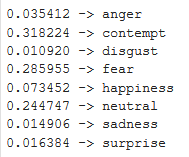 0.035412 -> anger
0.318224 -> contempt
0.010920 -> disgust
0.285955 -> fear
0.073452 -> happiness
0.244747 -> neutral
0.014906 -> sadness
0.016384 -> surprise